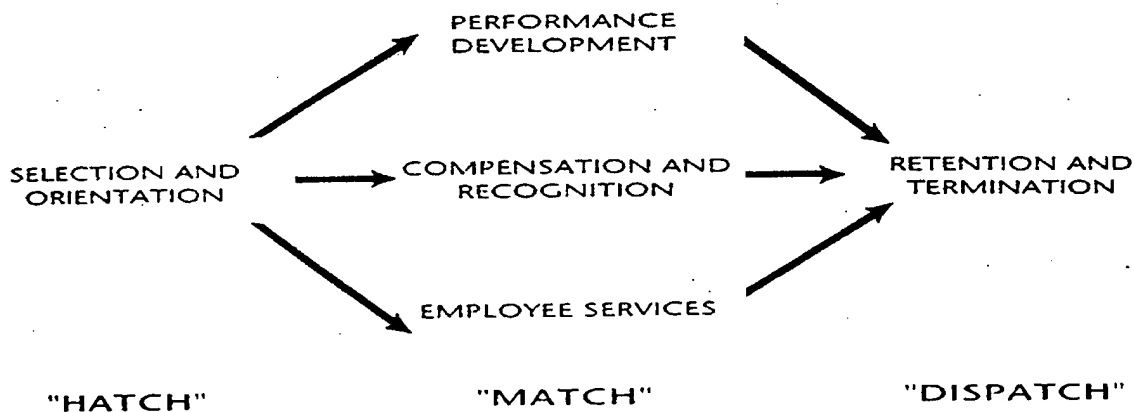 PERFORMANCE
DEVELOPMENT
SELECTION AND
ORIENTATION
COMPENSATION AND
RECOGNITION
RETENTION AND
TERMINATION
EMPLOYEE SERVICES
"HATCH"
"MATCH"
"DISPATCH"